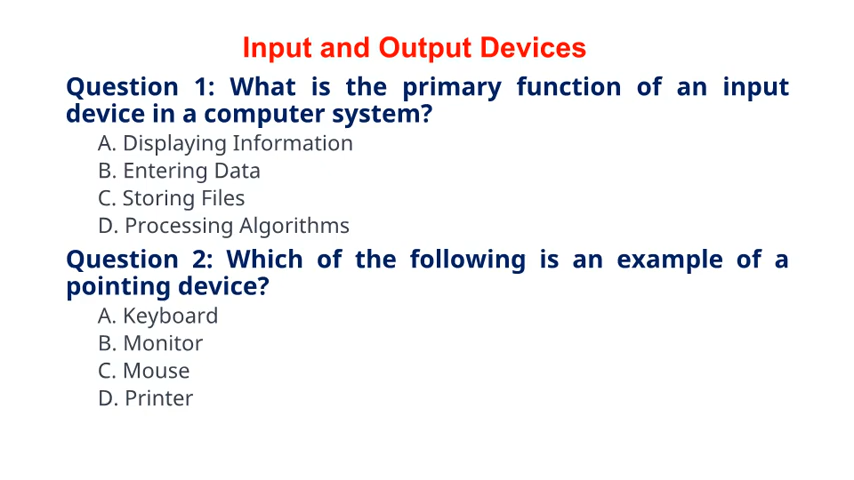 Input and Output Devices
Question 1: What is the primary function of an input
device in a computer system?
A. Displaying Information
B. Entering Data
C. Storing Files
D. Processing Algorithms
Question 2: Which of the following is an example of a
pointing device?
A. Keyboard
B. Monitor
C. Mouse
D. Printer